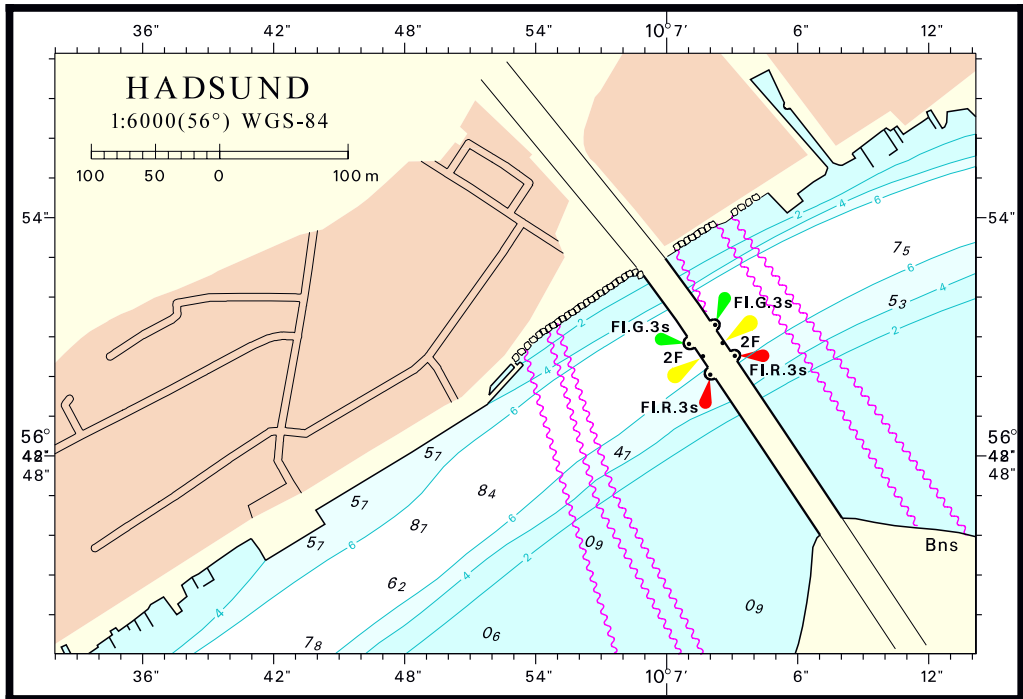 36" 42" 48" 54" 10° 7' 6" 12"
HADSUND
1:6000(56°) WGS-84
100 50 0 100 m
54" 54"
2 4 6
7₅
6
5₃
4
2
Fl.G.3s
Fl.G.3s
2F
2F
Fl.R.3s
Fl.R.3s
2
4
6
56° 56°
48" 48"
48" 48"
5₇
4₇
8₄
5₇
8₇
6
5₇
6
4
2
0₉
Bns
6₂
4
0₉
0₆
7₈
36" 42" 48" 54" 10° 7' 6" 12"